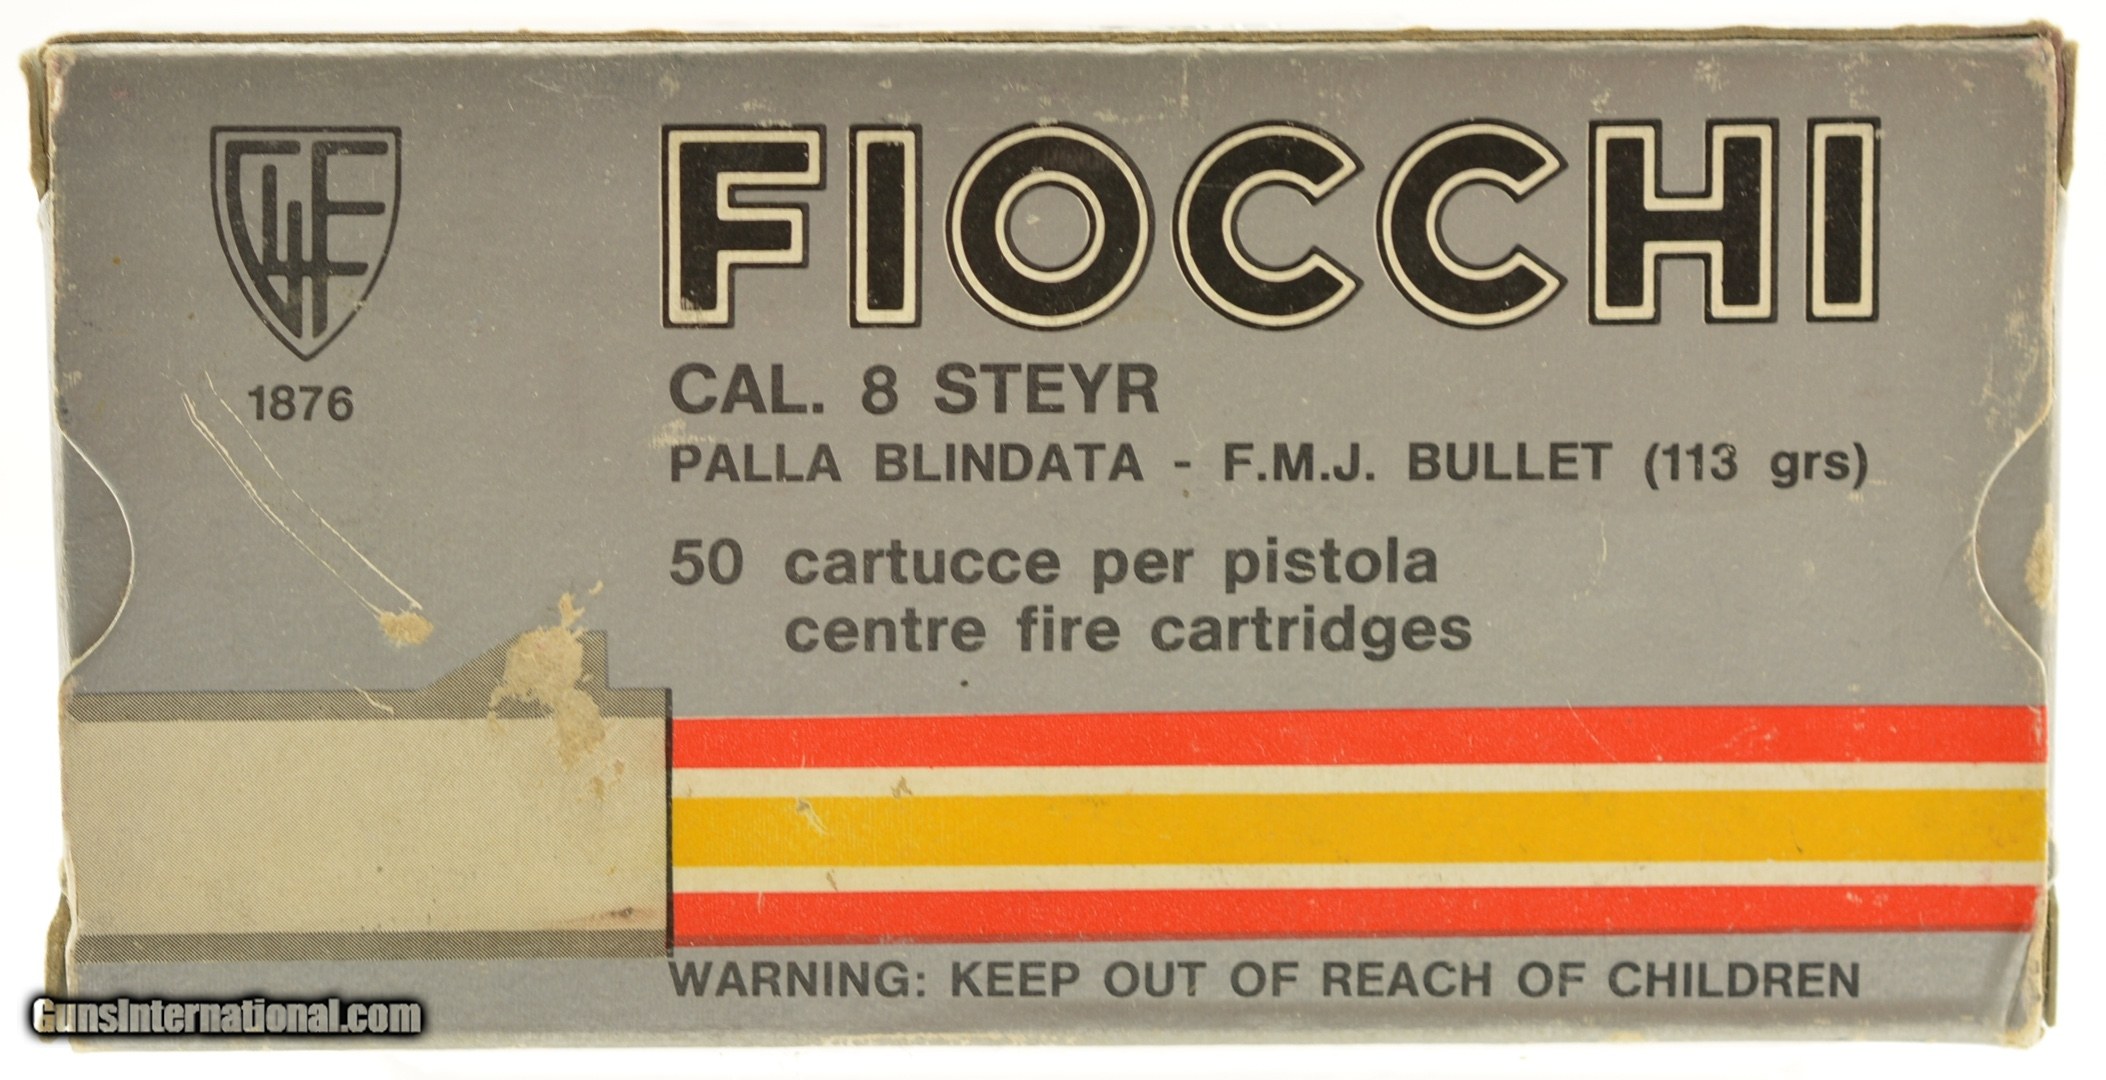 GFL
FIOCCHI
1876
CAL. 8 STEYR
PALLA BLINDATA - F.M.J. BULLET (113 grs)
50 cartucce per pistola
centre fire cartridges
WARNING: KEEP OUT OF REACH OF CHILDREN
GunsInternational.com